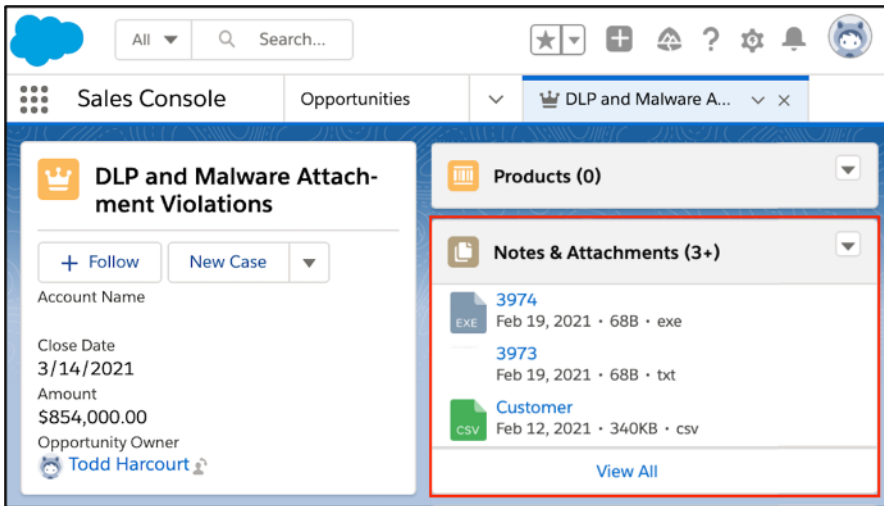 All
Search...
Sales Console
Opportunities
DLP and Malware A...
DLP and Malware Attach-
ment Violations
+ Follow
New Case
Account Name
Close Date
3/14/2021
Amount
$854,000.00
Opportunity Owner
Todd Harcourt
Products (0)
Notes & Attachments (3+)
EXE
3974
Feb 19, 2021 • 68B • exe
3973
Feb 19, 2021 • 68B • txt
CSV
Customer
Feb 12, 2021 • 340KB • csv
View All